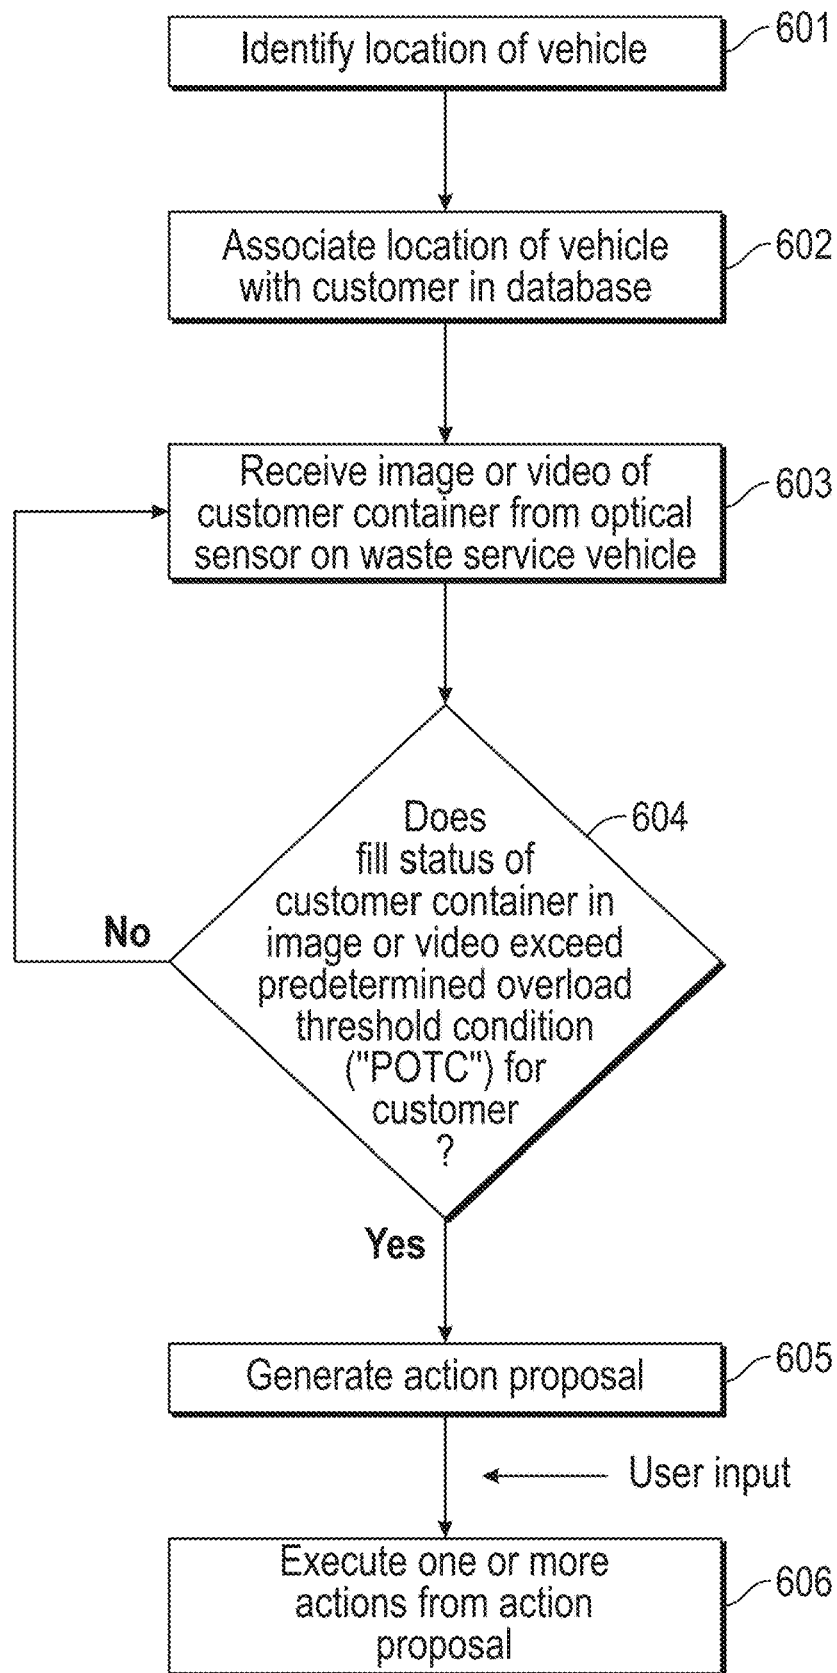 Identify location of vehicle
601
Associate location of vehicle
with customer in database
602
Receive image or video of
customer container from optical
sensor on waste service vehicle
603
Does
fill status of
customer container in
image or video exceed
predetermined overload
threshold condition
("POTC") for
customer
?
604
No
Yes
Generate action proposal
605
User input
Execute one or more
actions from action
proposal
606